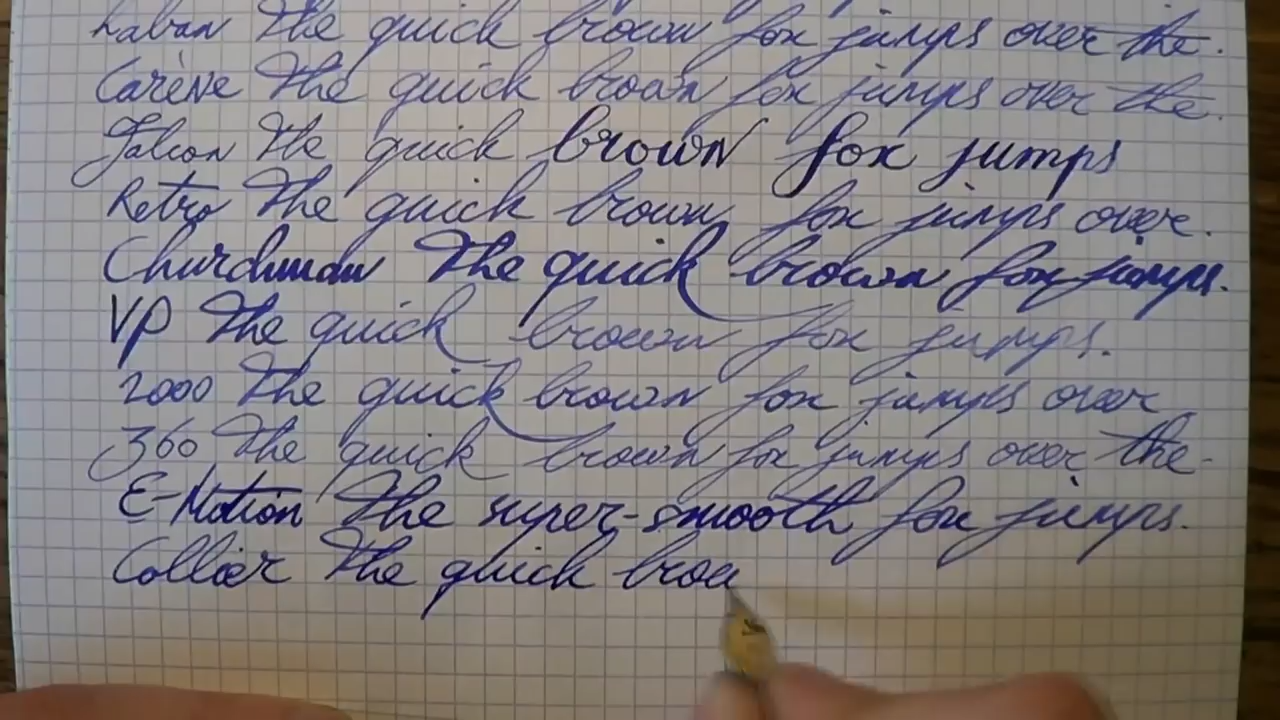 Laban The quick brown fox jumps over the.
Carène The quick brown fox jumps over the.
Falcon The quick brown fox jumps
Retro The quick brown fox jumps over.
Churchman The quick brown fox jumps.
VP The quick brown fox jumps.
2000 The quick brown fox jumps over
360 The quick brown fox jumps over the-
E-Motion The super-smooth fox jumps.
Collier The quick brou